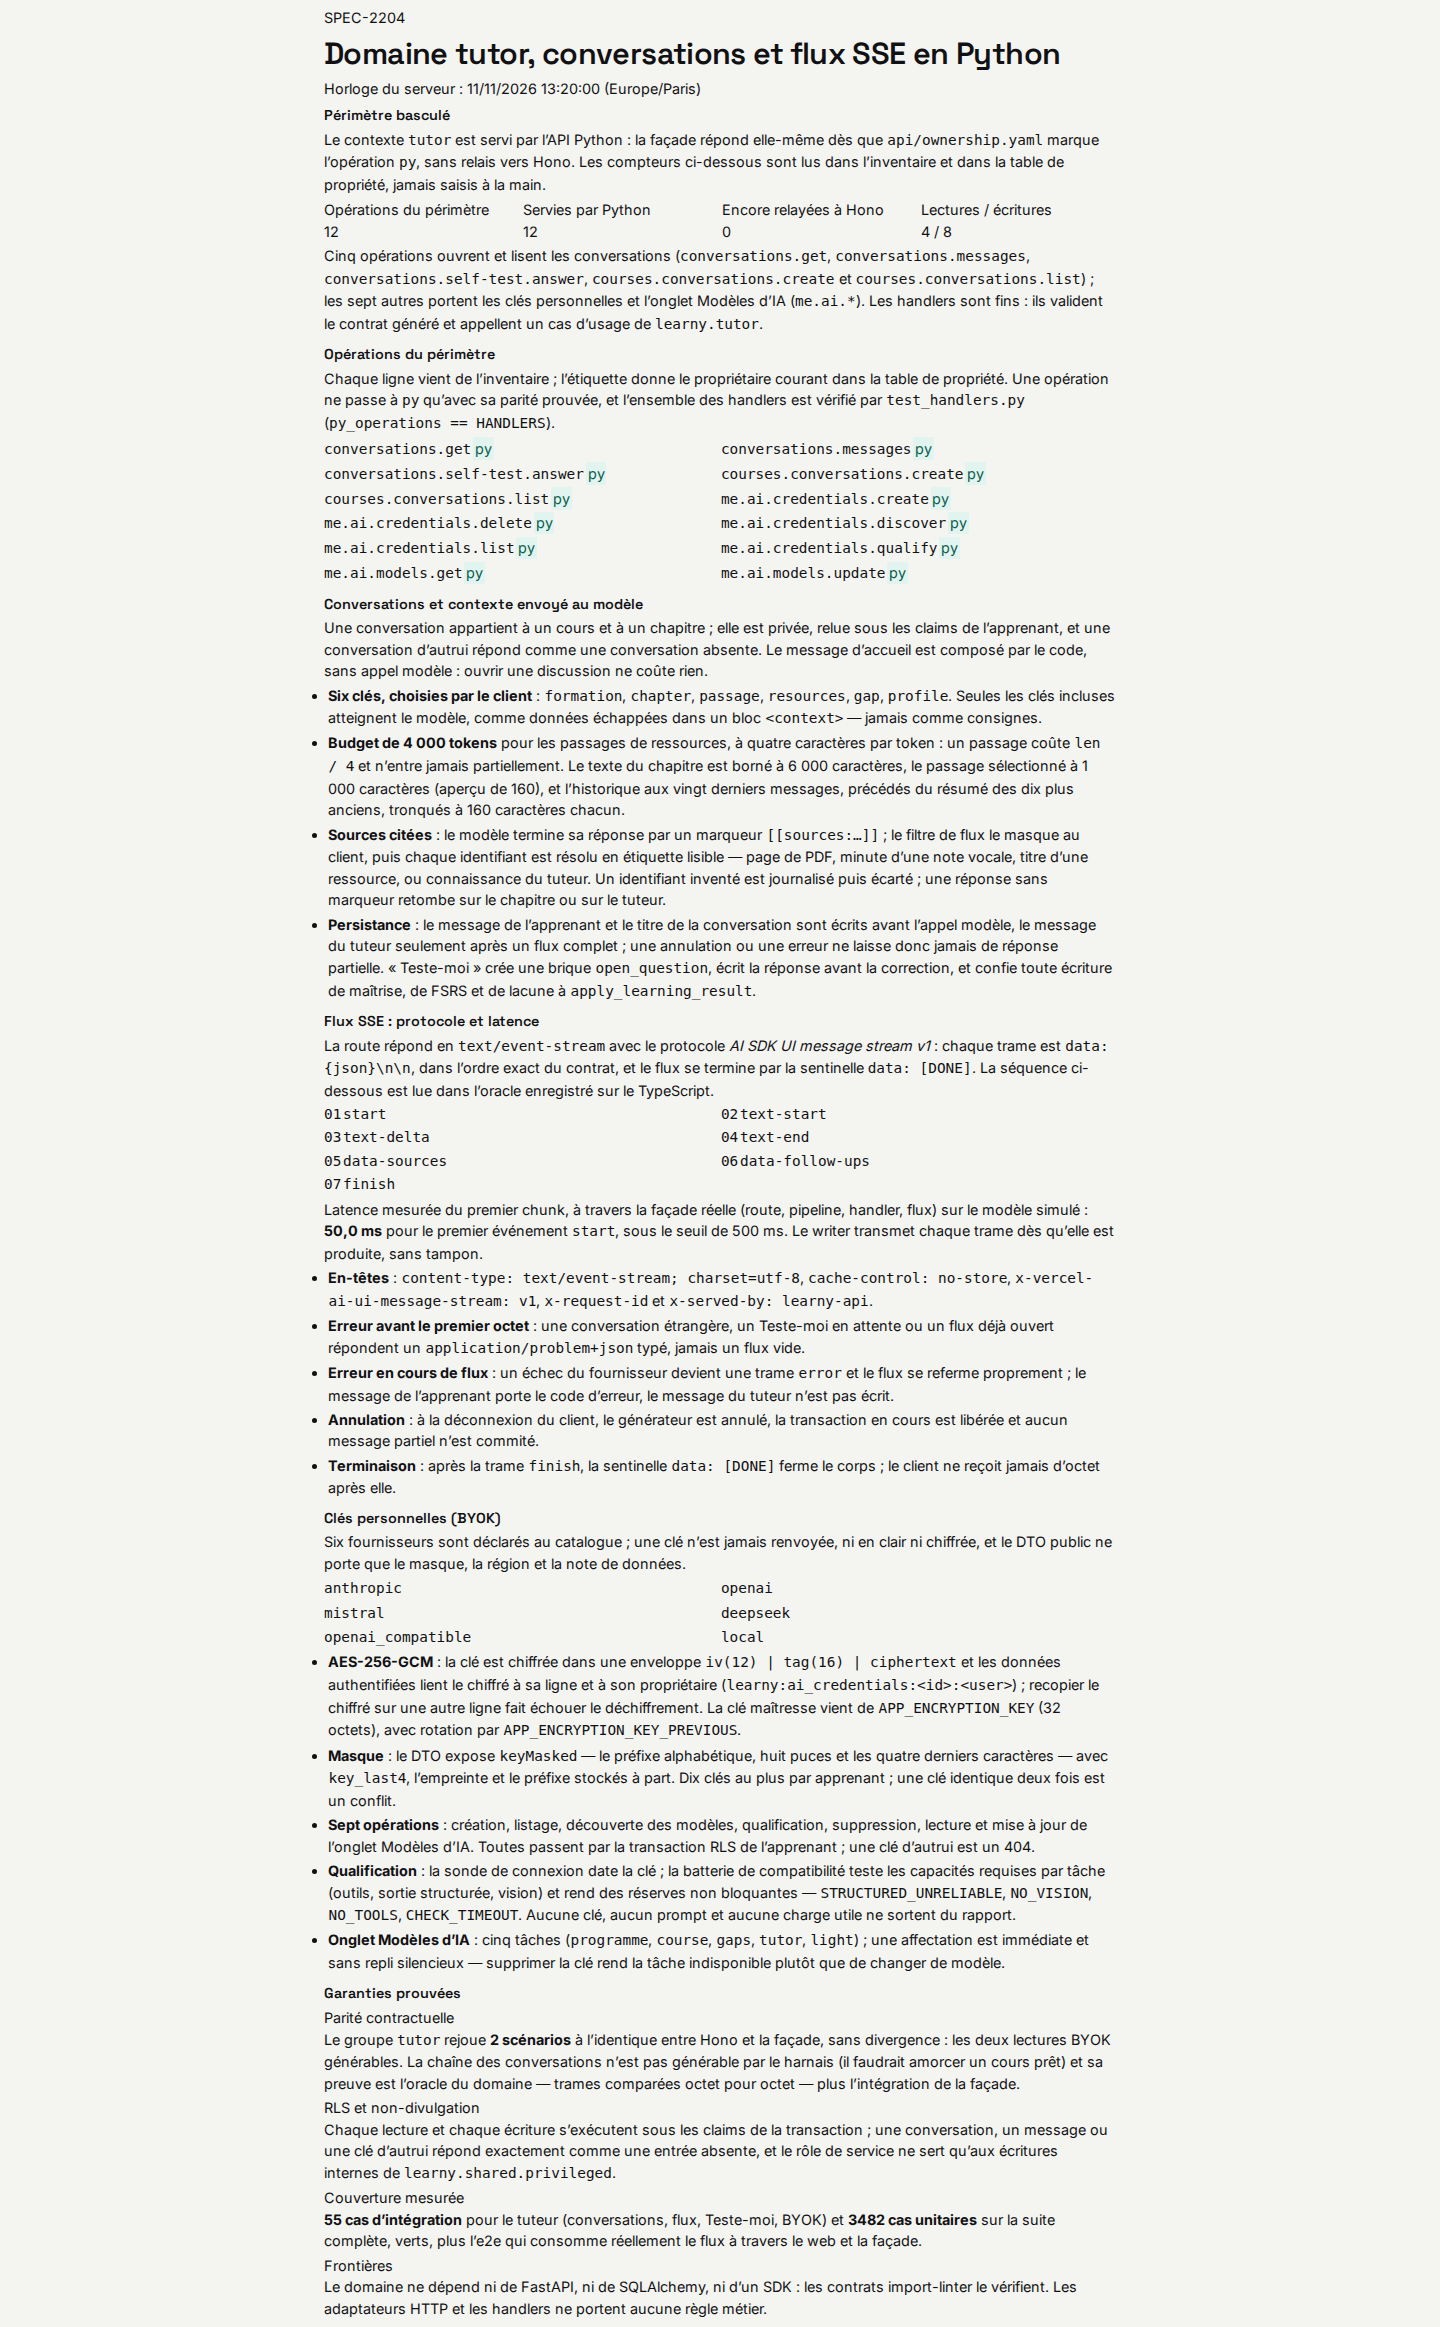 SPEC-2204
Domaine tutor, conversations et flux SSE en Python
Horloge du serveur : 11/11/2026 13:20:00 (Europe/Paris)
Périmètre basculé
Le contexte tutor est servi par l’API Python : la façade répond elle-même dès que api/ownership.yaml marque
l’opération py, sans relais vers Hono. Les compteurs ci-dessous sont lus dans l’inventaire et dans la table de
propriété, jamais saisis à la main.
Opérations du périmètre Servies par Python Encore relayées à Hono Lectures / écritures
12 12 0 4 / 8
Cinq opérations ouvrent et lisent les conversations (conversations.get, conversations.messages,
conversations.self-test.answer, courses.conversations.create et courses.conversations.list) ;
les sept autres portent les clés personnelles et l’onglet Modèles d’IA (me.ai.*). Les handlers sont fins : ils valident
le contrat généré et appellent un cas d’usage de learny.tutor.
Opérations du périmètre
Chaque ligne vient de l’inventaire ; l’étiquette donne le propriétaire courant dans la table de propriété. Une opération
ne passe à py qu’avec sa parité prouvée, et l’ensemble des handlers est vérifié par test_handlers.py
(py_operations == HANDLERS).
conversations.get py conversations.messages py
conversations.self-test.answer py courses.conversations.create py
courses.conversations.list py me.ai.credentials.create py
me.ai.credentials.delete py me.ai.credentials.discover py
me.ai.credentials.list py me.ai.credentials.qualify py
me.ai.models.get py me.ai.models.update py
Conversations et contexte envoyé au modèle
Une conversation appartient à un cours et à un chapitre ; elle est privée, relue sous les claims de l’apprenant, et une
conversation d’autrui répond comme une conversation absente. Le message d’accueil est composé par le code,
sans appel modèle : ouvrir une discussion ne coûte rien.
• Six clés, choisies par le client : formation, chapter, passage, resources, gap, profile. Seules les clés incluses
atteignent le modèle, comme données échappées dans un bloc <context> — jamais comme consignes.
• Budget de 4 000 tokens pour les passages de ressources, à quatre caractères par token : un passage coûte len
/ 4 et n’entre jamais partiellement. Le texte du chapitre est borné à 6 000 caractères, le passage sélectionné à 1
000 caractères (aperçu de 160), et l’historique aux vingt derniers messages, précédés du résumé des dix plus
anciens, tronqués à 160 caractères chacun.
• Sources citées : le modèle termine sa réponse par un marqueur [[sources:…]] ; le filtre de flux le masque au
client, puis chaque identifiant est résolu en étiquette lisible — page de PDF, minute d’une note vocale, titre d’une
ressource, ou connaissance du tuteur. Un identifiant inventé est journalisé puis écarté ; une réponse sans
marqueur retombe sur le chapitre ou sur le tuteur.
• Persistance : le message de l’apprenant et le titre de la conversation sont écrits avant l’appel modèle, le message
du tuteur seulement après un flux complet ; une annulation ou une erreur ne laisse donc jamais de réponse
partielle. « Teste-moi » crée une brique open_question, écrit la réponse avant la correction, et confie toute écriture
de maîtrise, de FSRS et de lacune à apply_learning_result.
Flux SSE : protocole et latence
La route répond en text/event-stream avec le protocole AI SDK UI message stream v1 : chaque trame est data:
{json}\n\n, dans l’ordre exact du contrat, et le flux se termine par la sentinelle data: [DONE]. La séquence ci-
dessous est lue dans l’oracle enregistré sur le TypeScript.
01 start 02 text-start
03 text-delta 04 text-end
05 data-sources 06 data-follow-ups
07 finish
Latence mesurée du premier chunk, à travers la façade réelle (route, pipeline, handler, flux) sur le modèle simulé :
50,0 ms pour le premier événement start, sous le seuil de 500 ms. Le writer transmet chaque trame dès qu’elle est
produite, sans tampon.
• En-têtes : content-type: text/event-stream; charset=utf-8, cache-control: no-store, x-vercel-
ai-ui-message-stream: v1, x-request-id et x-served-by: learny-api.
• Erreur avant le premier octet : une conversation étrangère, un Teste-moi en attente ou un flux déjà ouvert
répondent un application/problem+json typé, jamais un flux vide.
• Erreur en cours de flux : un échec du fournisseur devient une trame error et le flux se referme proprement ; le
message de l’apprenant porte le code d’erreur, le message du tuteur n’est pas écrit.
• Annulation : à la déconnexion du client, le générateur est annulé, la transaction en cours est libérée et aucun
message partiel n’est commité.
• Terminaison : après la trame finish, la sentinelle data: [DONE] ferme le corps ; le client ne reçoit jamais d’octet
après elle.
Clés personnelles (BYOK)
Six fournisseurs sont déclarés au catalogue ; une clé n’est jamais renvoyée, ni en clair ni chiffrée, et le DTO public ne
porte que le masque, la région et la note de données.
anthropic openai
mistral deepseek
openai_compatible local
• AES-256-GCM : la clé est chiffrée dans une enveloppe iv(12) | tag(16) | ciphertext et les données
authentifiées lient le chiffré à sa ligne et à son propriétaire (learny:ai_credentials:<id>:<user>) ; recopier le
chiffré sur une autre ligne fait échouer le déchiffrement. La clé maîtresse vient de APP_ENCRYPTION_KEY (32
octets), avec rotation par APP_ENCRYPTION_KEY_PREVIOUS.
• Masque : le DTO expose keyMasked — le préfixe alphabétique, huit puces et les quatre derniers caractères — avec
key_last4, l’empreinte et le préfixe stockés à part. Dix clés au plus par apprenant ; une clé identique deux fois est
un conflit.
• Sept opérations : création, listage, découverte des modèles, qualification, suppression, lecture et mise à jour de
l’onglet Modèles d’IA. Toutes passent par la transaction RLS de l’apprenant ; une clé d’autrui est un 404.
• Qualification : la sonde de connexion date la clé ; la batterie de compatibilité teste les capacités requises par tâche
(outils, sortie structurée, vision) et rend des réserves non bloquantes — STRUCTURED_UNRELIABLE, NO_VISION,
NO_TOOLS, CHECK_TIMEOUT. Aucune clé, aucun prompt et aucune charge utile ne sortent du rapport.
• Onglet Modèles d’IA : cinq tâches (programme, course, gaps, tutor, light) ; une affectation est immédiate et
sans repli silencieux — supprimer la clé rend la tâche indisponible plutôt que de changer de modèle.
Garanties prouvées
Parité contractuelle
Le groupe tutor rejoue 2 scénarios à l’identique entre Hono et la façade, sans divergence : les deux lectures BYOK
générables. La chaîne des conversations n’est pas générable par le harnais (il faudrait amorcer un cours prêt) et sa
preuve est l’oracle du domaine — trames comparées octet pour octet — plus l’intégration de la façade.
RLS et non-divulgation
Chaque lecture et chaque écriture s’exécutent sous les claims de la transaction ; une conversation, un message ou
une clé d’autrui répond exactement comme une entrée absente, et le rôle de service ne sert qu’aux écritures
internes de learny.shared.privileged.
Couverture mesurée
55 cas d’intégration pour le tuteur (conversations, flux, Teste-moi, BYOK) et 3482 cas unitaires sur la suite
complète, verts, plus l’e2e qui consomme réellement le flux à travers le web et la façade.
Frontières
Le domaine ne dépend ni de FastAPI, ni de SQLAlchemy, ni d’un SDK : les contrats import-linter le vérifient. Les
adaptateurs HTTP et les handlers ne portent aucune règle métier.